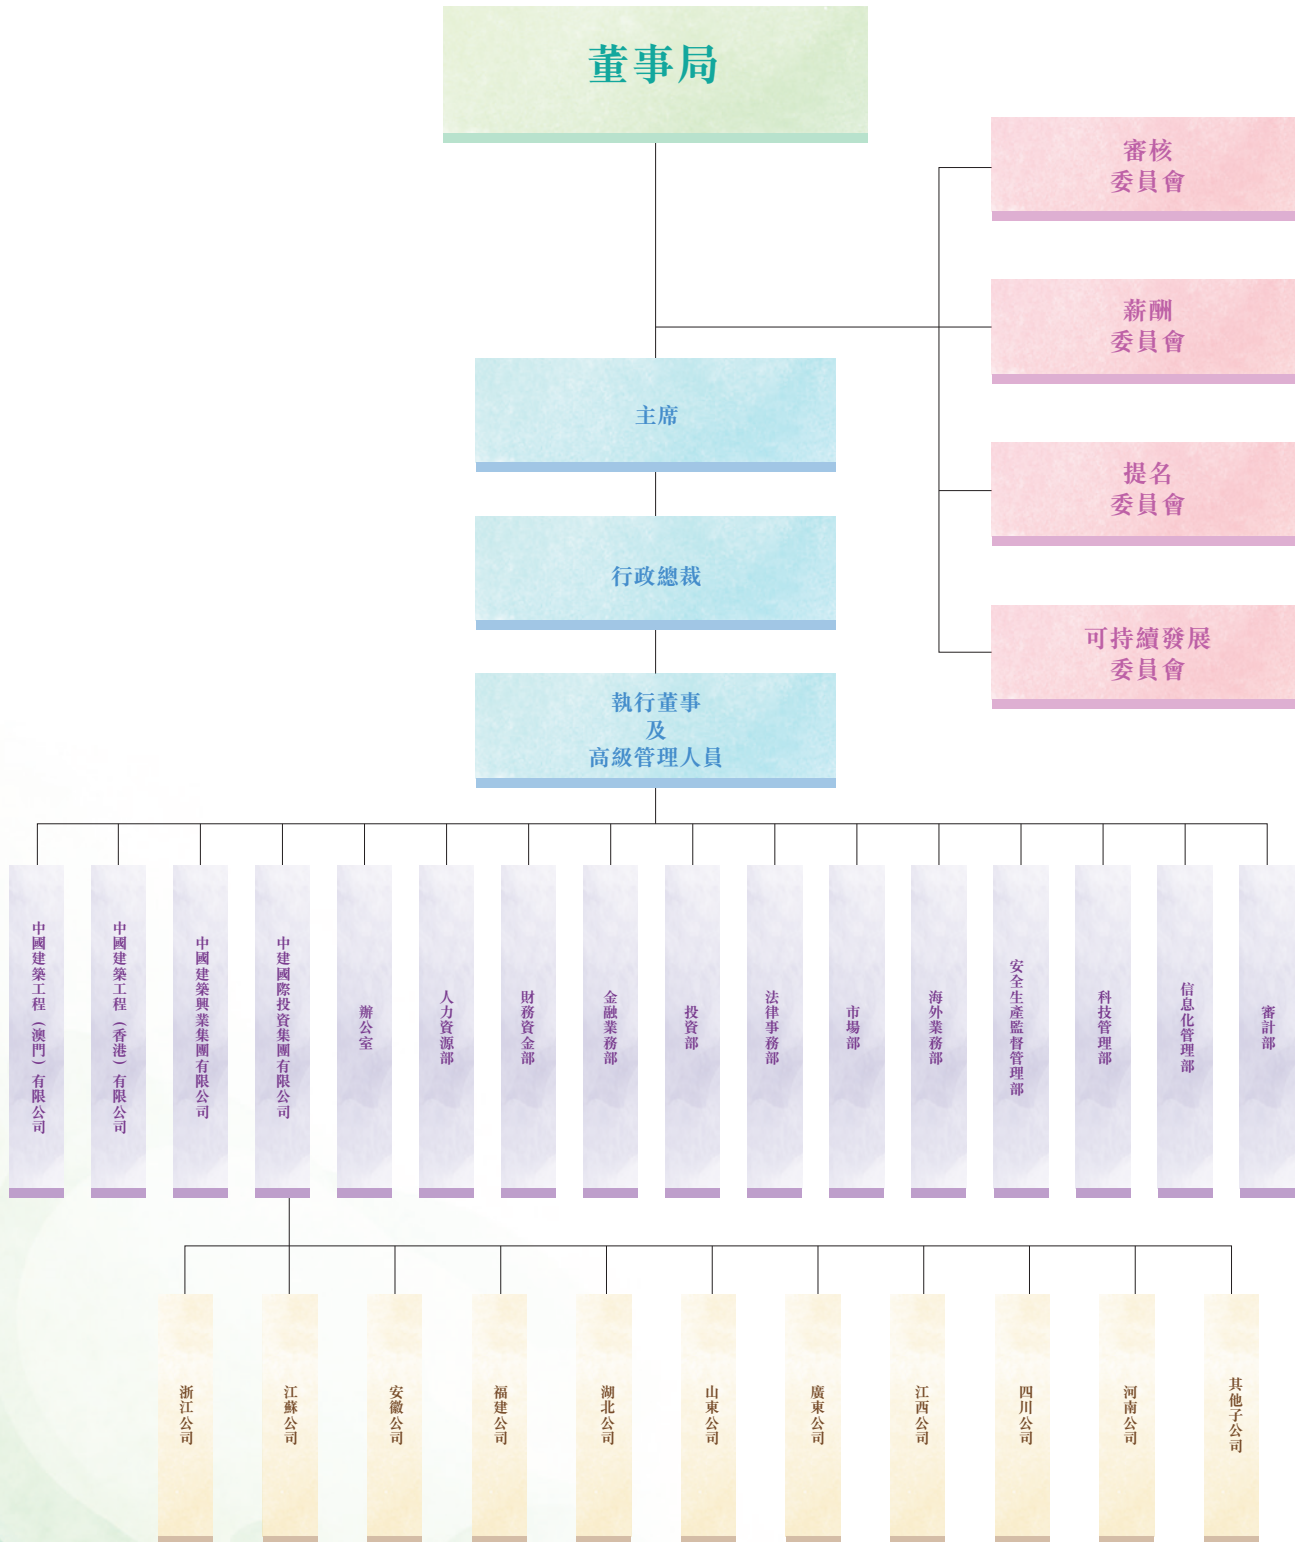 董事局
審核
委員會
薪酬
委員會
提名
委員會
可持續發展
委員會
主席
行政總裁
執行董事
及
高級管理人員
中國建築工程（澳門）有限公司
中國建築工程（香港）有限公司
中國建築興業集團有限公司
中建國際投資集團有限公司
辦公室
人力資源部
財務資金部
金融業務部
投資部
法律事務部
市場部
海外業務部
安全生產監督管理部
科技管理部
信息化管理部
審計部
浙江公司
江蘇公司
安徽公司
福建公司
湖北公司
山東公司
廣東公司
江西公司
四川公司
河南公司
其他子公司